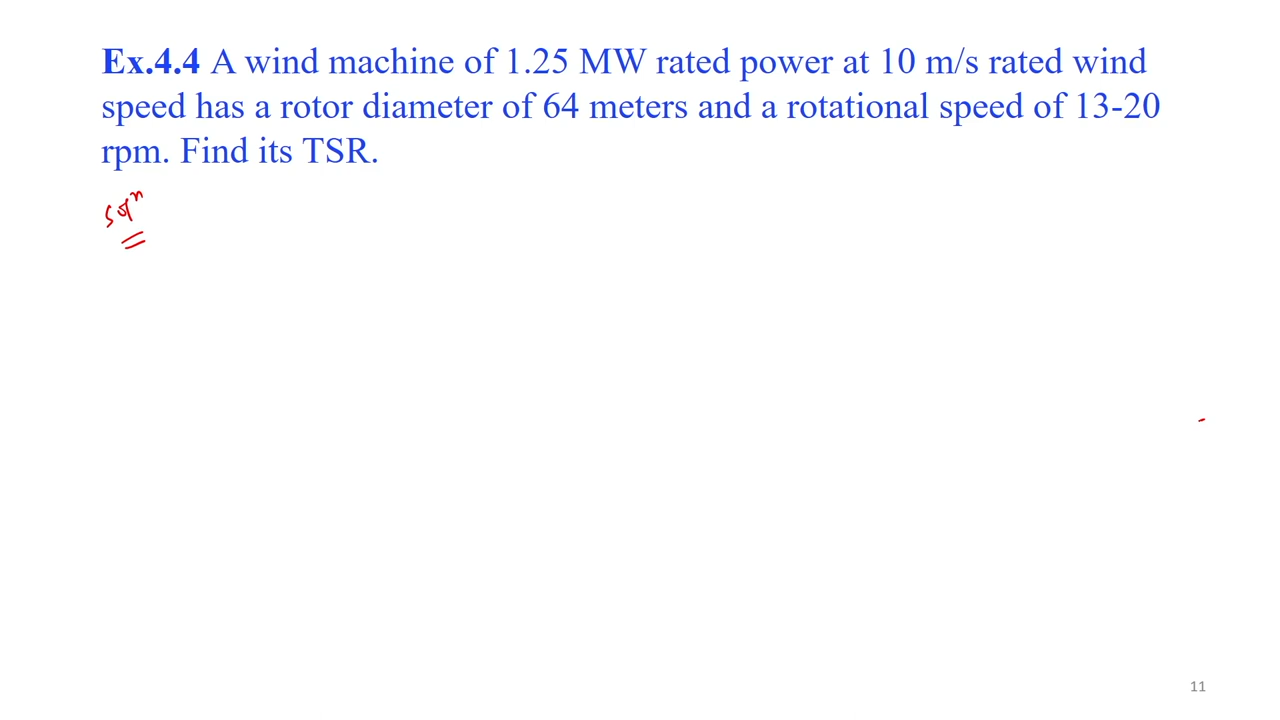 Ex.4.4 A wind machine of 1.25 MW rated power at 10 m/s rated wind
speed has a rotor diameter of 64 meters and a rotational speed of 13-20
rpm. Find its TSR.
Solⁿ
11